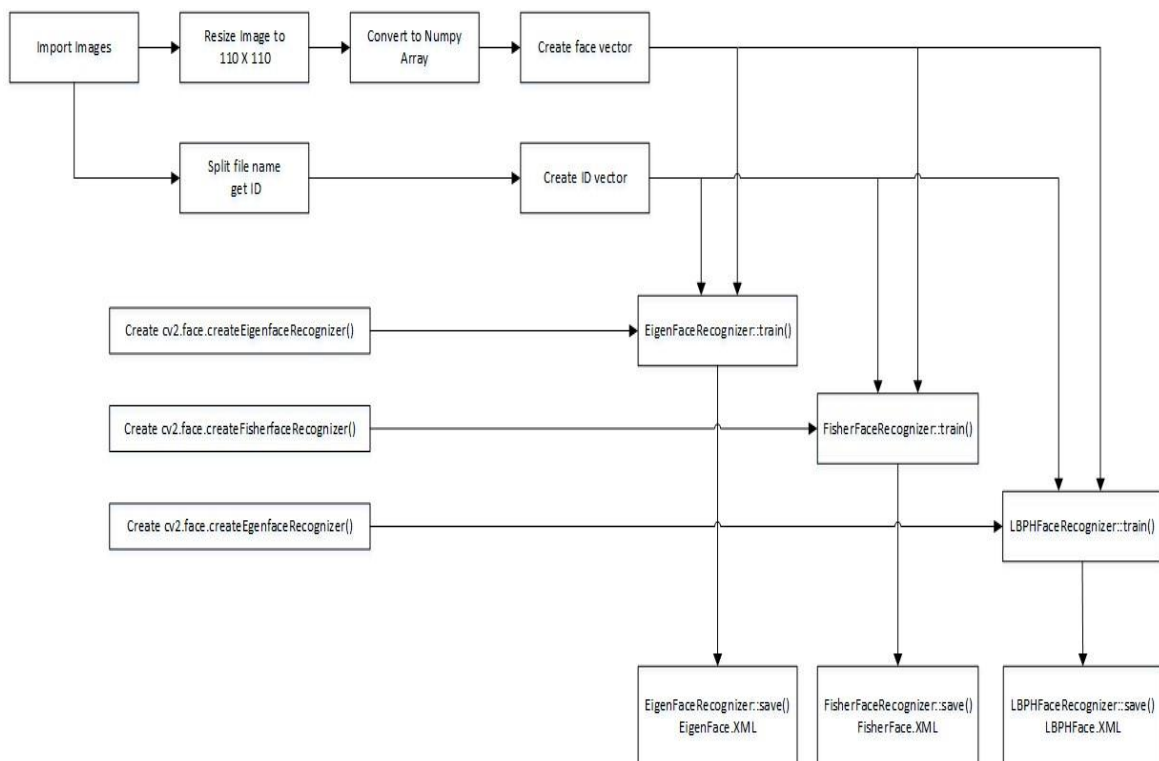 Import Images
Resize Image to
110 X 110
Convert to Numpy
Array
Create face vector
Split file name
get ID
Create ID vector
Create cv2.face.createEigenfaceRecognizer()
EigenFaceRecognizer::train()
Create cv2.face.createFisherfaceRecognizer()
FisherFaceRecognizer::train()
Create cv2.face.createEgenfaceRecognizer()
LBPHFaceRecognizer::train()
EigenFaceRecognizer::save()
EigenFace.XML
FisherFaceRecognizer::save()
FisherFace.XML
LBPHFaceRecognizer::save()
LBPHFace.XML